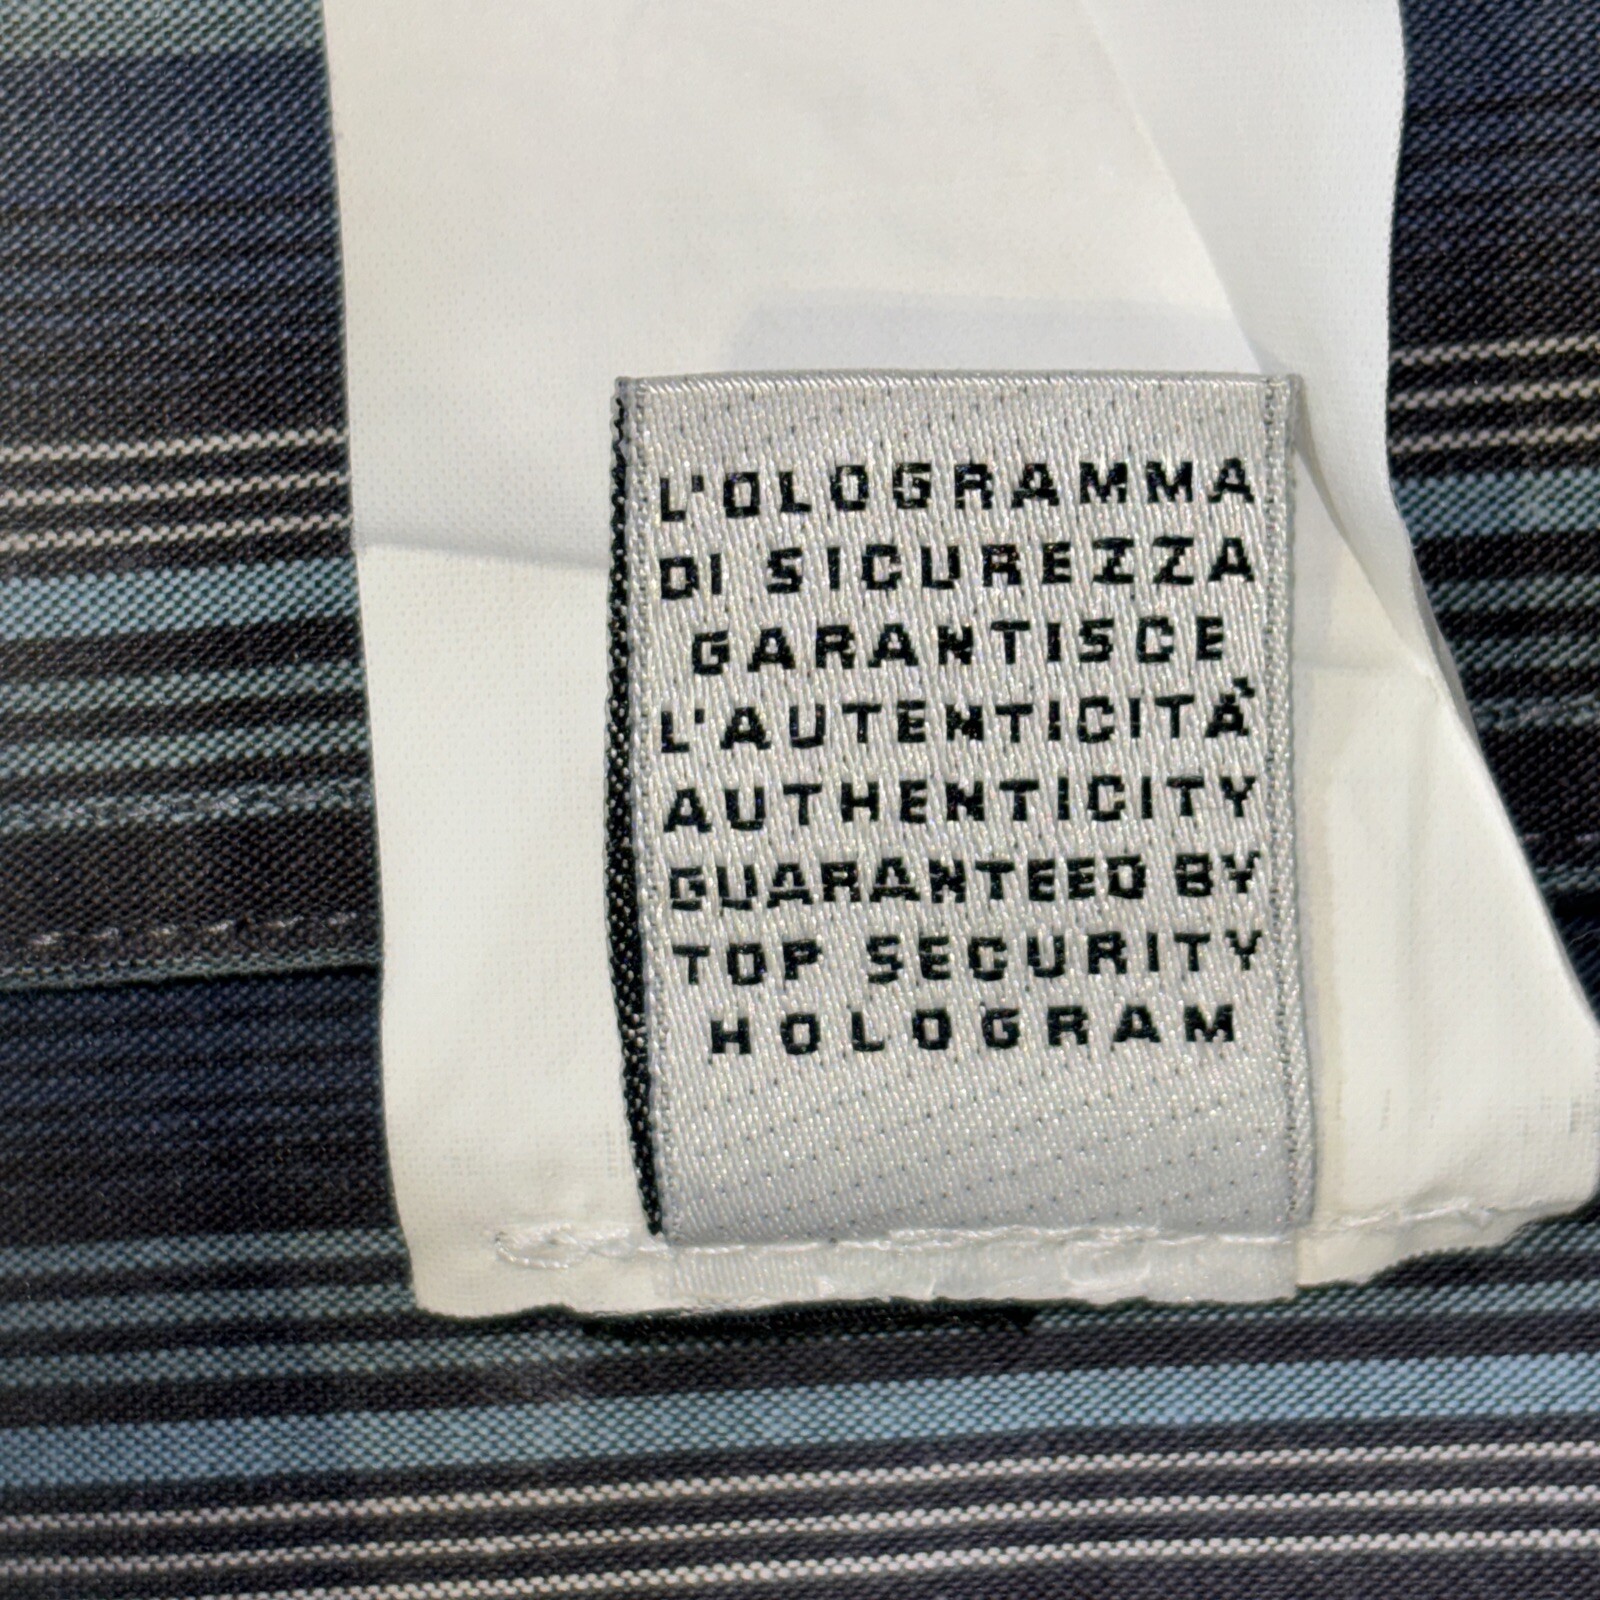 L'OLOGRAMMA
DI SICUREZZA
GARANTISCE
L'AUTENTICITÀ
AUTHENTICITY
GUARANTEED BY
TOP SECURITY
HOLOGRAM